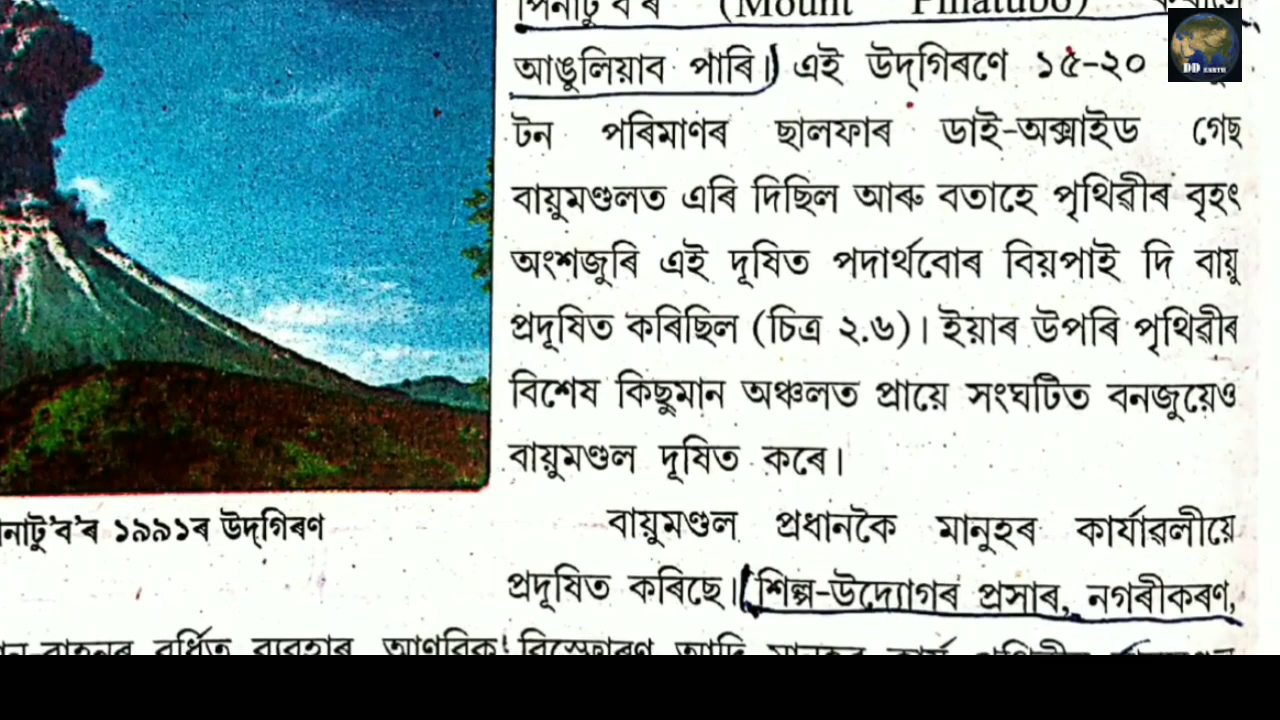 (Mount Pinatubo)
আঙুলিয়াব পাৰি। এই উদ্‌গিৰণে ১৫-২০
টন পৰিমাণৰ ছালফাৰ ডাই-অক্সাইড গেছ
বায়ুমণ্ডলত এৰি দিছিল আৰু বতাহে পৃথিৱীৰ বৃহৎ
অংশজুৰি এই দূষিত পদাৰ্থবোৰ বিয়পাই দি বায়ু
প্ৰদূষিত কৰিছিল (চিত্ৰ ২.৬)। ইয়াৰ উপৰি পৃথিৱীৰ
বিশেষ কিছুমান অঞ্চলত প্ৰায়ে সংঘটিত বনজুয়েও
বায়ুমণ্ডল দূষিত কৰে।
নাটু'ব'ৰ ১৯৯১ৰ উদ্‌গিৰণ
বায়ুমণ্ডল প্ৰধানকৈ মানুহৰ কাৰ্যাৱলীয়ে
প্ৰদূষিত কৰিছে। শিল্প-উদ্যোগৰ প্ৰসাৰ, নগৰীকৰণ,
DD EARTH